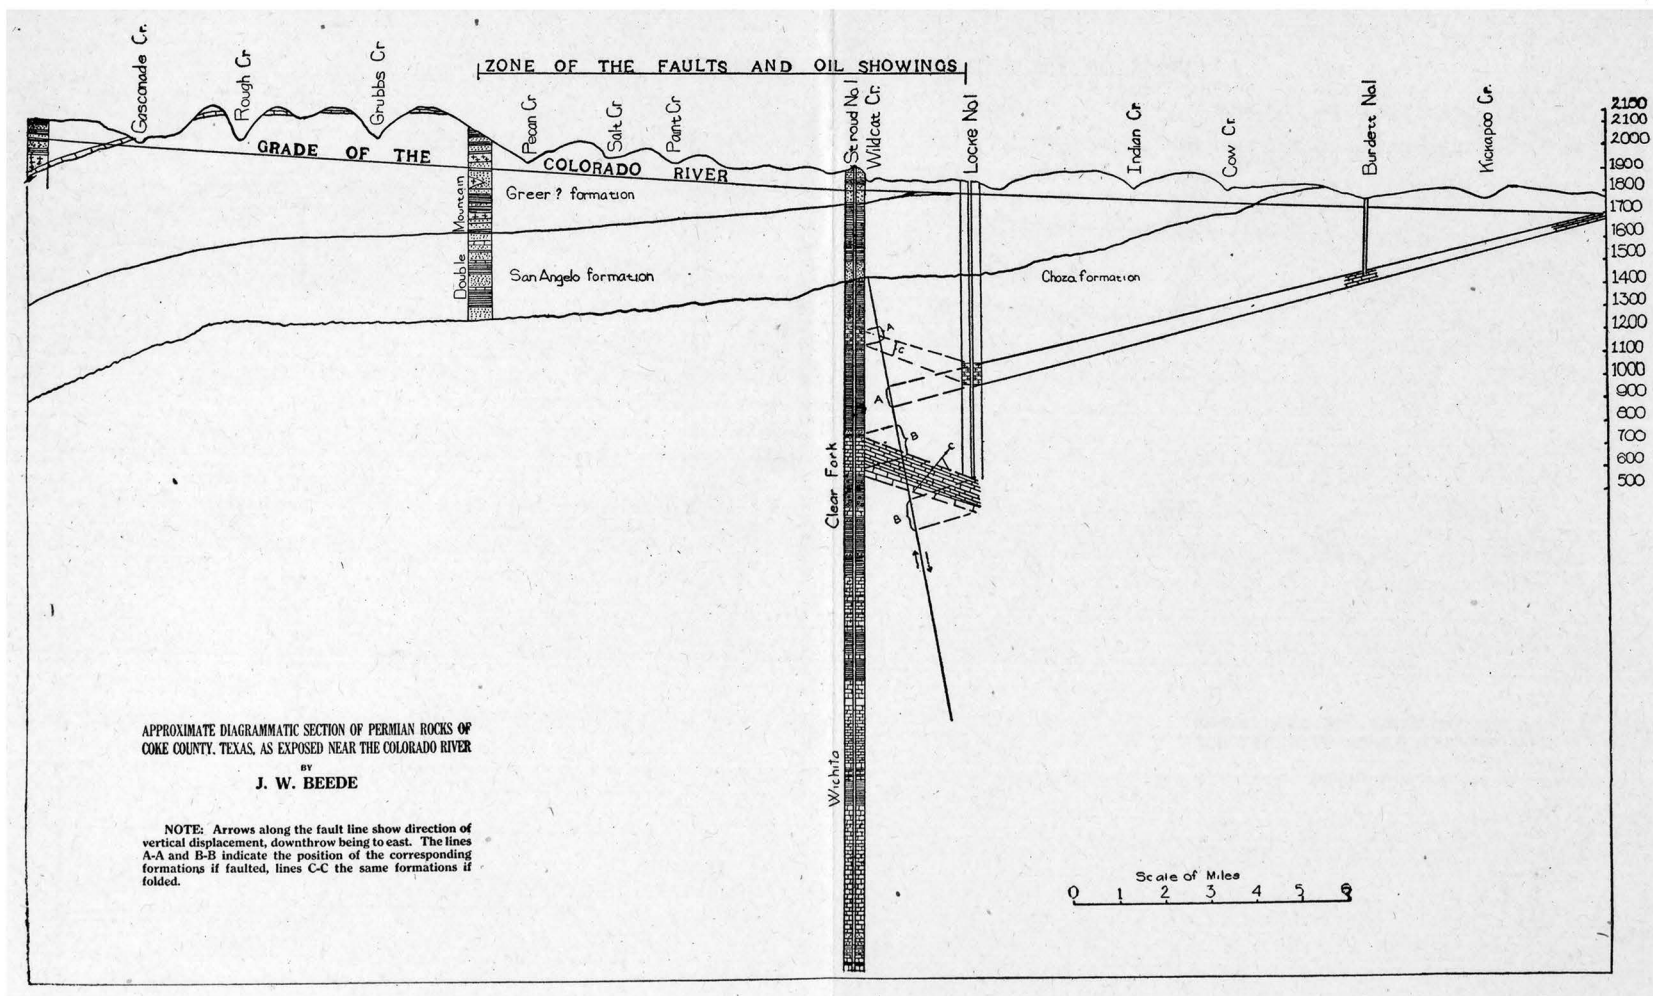 Gasconade Cr.
Rough Cr
Grubbs Cr
ZONE OF THE FAULTS AND OIL SHOWINGS
Pecan Cr
Salt Cr
Paint Cr
Stroud No.1
Wildcat Cr.
Locke No.1
Indian Cr.
Cow Cr.
Burdett No.1
Kickapoo Cr.
GRADE OF THE COLORADO RIVER
2150
2100
2000
1900
1800
1700
1600
1500
1400
1300
1200
1100
1000
900
800
700
600
500
Double Mountain
Greer ? formation
San Angelo formation
Choza formation
A
C
A
B
C
B
Clear Fork
Wichita
APPROXIMATE DIAGRAMMATIC SECTION OF PERMIAN ROCKS OF
COKE COUNTY, TEXAS, AS EXPOSED NEAR THE COLORADO RIVER
BY
J. W. BEEDE
NOTE: Arrows along the fault line show direction of
vertical displacement, downthrow being to east. The lines
A-A and B-B indicate the position of the corresponding
formations if faulted, lines C-C the same formations if
folded.
Scale of Miles
0 1 2 3 4 5 6